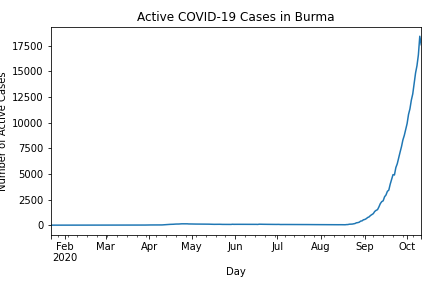 Active COVID-19 Cases in Burma
17500
15000
12500
10000
7500
5000
2500
0
Number of Active Cases
Feb Mar Apr May Jun Jul Aug Sep Oct
2020
Day